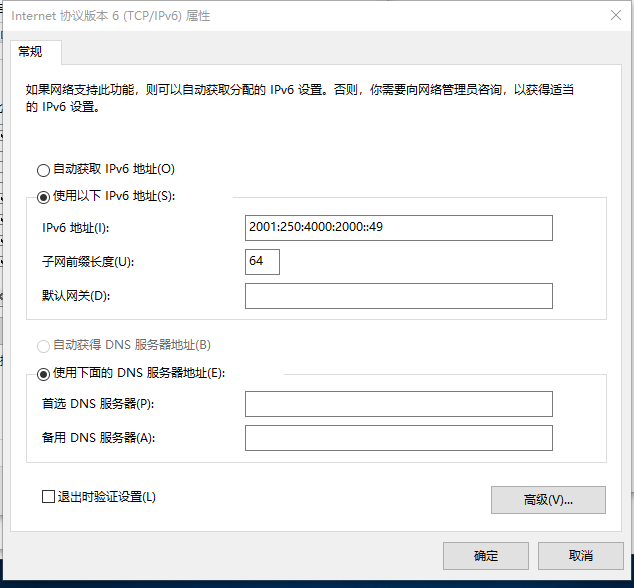 Internet 协议版本 6 (TCP/IPv6) 属性
常规
如果网络支持此功能，则可以自动获取分配的 IPv6 设置。否则，你需要向网络管理员咨询，以获得适当
的 IPv6 设置。
自动获取 IPv6 地址(O)
使用以下 IPv6 地址(S):
IPv6 地址(I):
2001:250:4000:2000::49
子网前缀长度(U):
64
默认网关(D):
自动获得 DNS 服务器地址(B)
使用下面的 DNS 服务器地址(E):
首选 DNS 服务器(P):
备用 DNS 服务器(A):
退出时验证设置(L)
高级(V)...
确定
取消